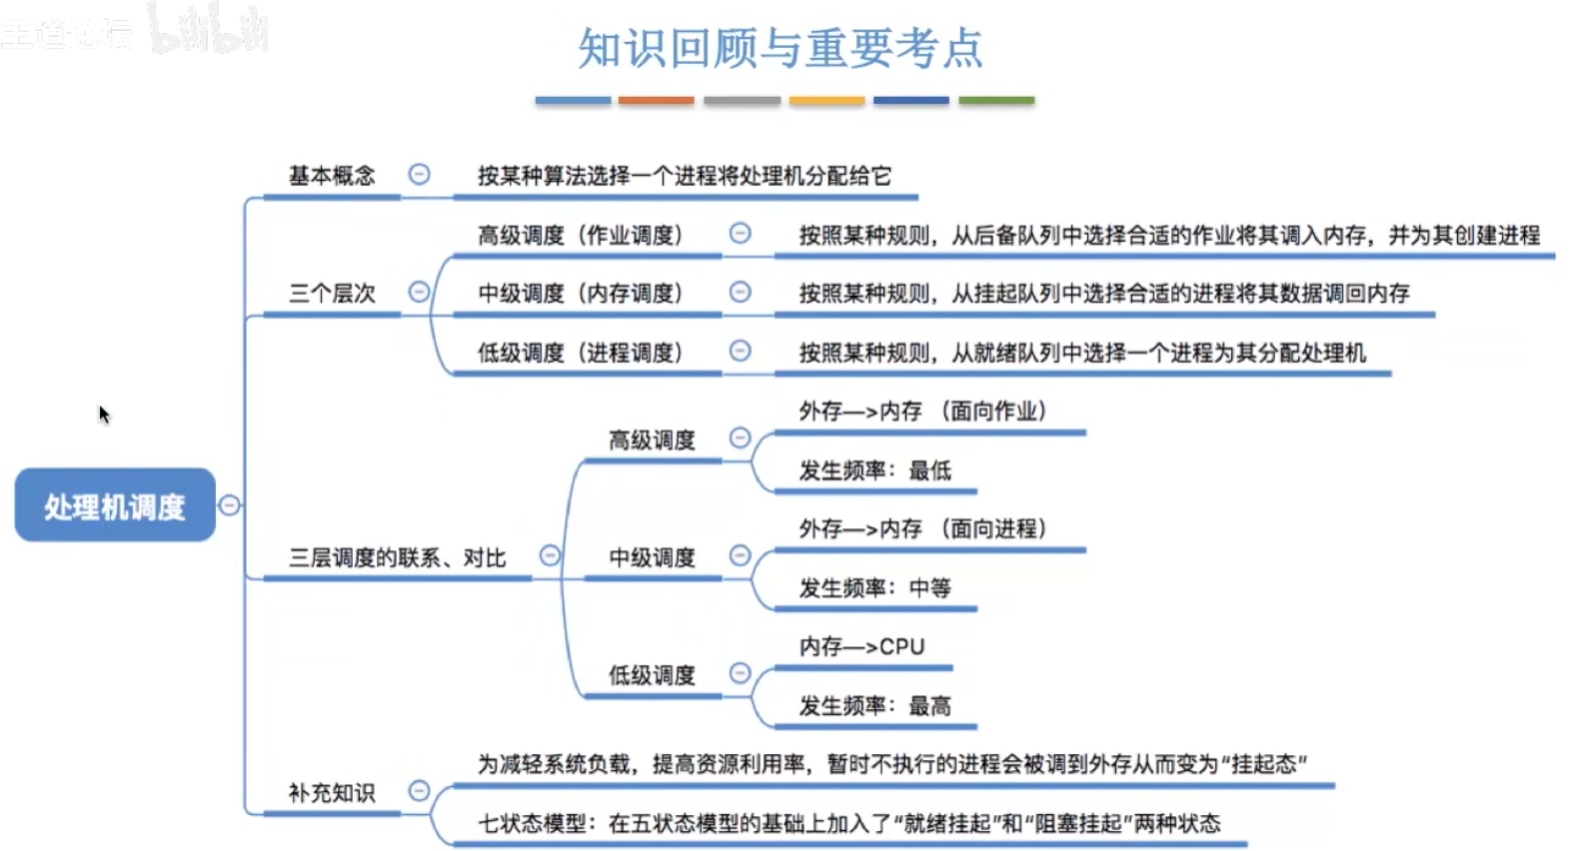 王道论坛 bilibili
知识回顾与重要考点
基本概念
按某种算法选择一个进程将处理机分配给它
三个层次
高级调度（作业调度）
按照某种规则，从后备队列中选择合适的作业将其调入内存，并为其创建进程
中级调度（内存调度）
按照某种规则，从挂起队列中选择合适的进程将其数据调回内存
低级调度（进程调度）
按照某种规则，从就绪队列中选择一个进程为其分配处理机
处理机调度
三层调度的联系、对比
高级调度
外存—>内存 （面向作业）
发生频率：最低
中级调度
外存—>内存 （面向进程）
发生频率：中等
低级调度
内存—>CPU
发生频率：最高
补充知识
为减轻系统负载，提高资源利用率，暂时不执行的进程会被调到外存从而变为“挂起态”
七状态模型：在五状态模型的基础上加入了“就绪挂起”和“阻塞挂起”两种状态